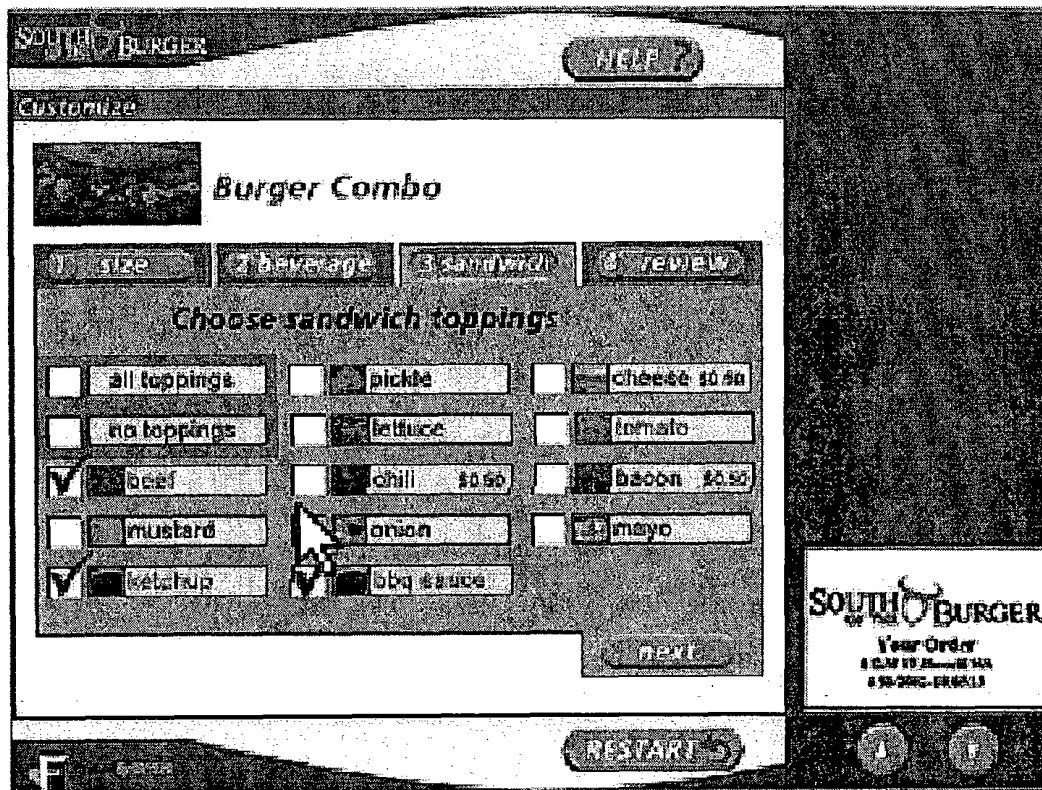 SOUTH BURGER
HELP ?
Customize
Burger Combo
1 size 2 beverage 3 sandwich 4 review
Choose sandwich toppings
all toppings pickle cheese $0.50
no toppings lettuce tomato
beef chili $0.50 bacon $0.50
mustard onion mayo
ketchup bbq sauce
next
SOUTH OF THE BURGER
Your Order
RESTART